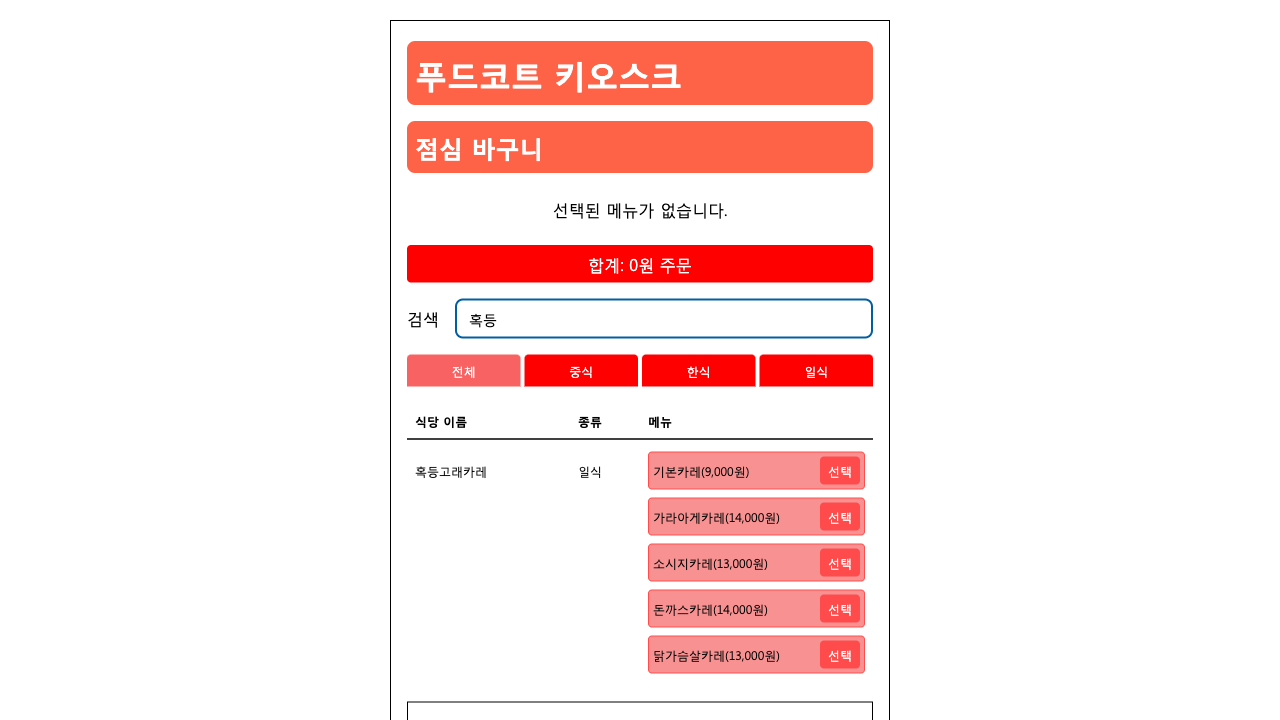 푸드코트 키오스크
점심 바구니
선택된 메뉴가 없습니다.
합계: 0원 주문
검색 혹등
전체 중식 한식 일식
식당 이름 종류 메뉴
혹등고래카레 일식 기본카레(9,000원) 선택
가라아게카레(14,000원) 선택
소시지카레(13,000원) 선택
돈까스카레(14,000원) 선택
닭가슴살카레(13,000원) 선택